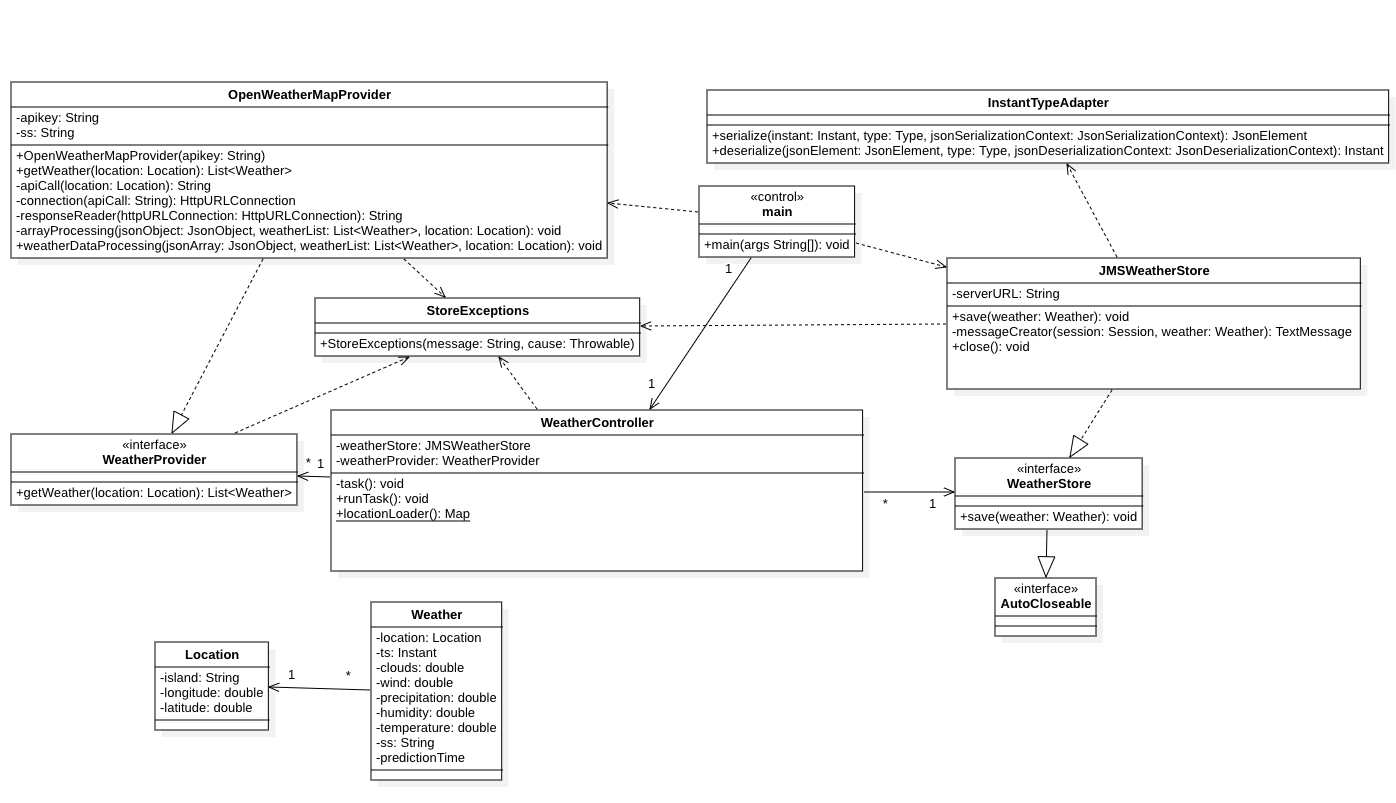 OpenWeatherMapProvider
-apikey: String
-ss: String
+OpenWeatherMapProvider(apikey: String)
+getWeather(location: Location): List<Weather>
-apiCall(location: Location): String
-connection(apiCall: String): HttpURLConnection
-responseReader(httpURLConnection: HttpURLConnection): String
-arrayProcessing(jsonObject: JsonObject, weatherList: List<Weather>, location: Location): void
+weatherDataProcessing(jsonArray: JsonObject, weatherList: List<Weather>, location: Location): void
InstantTypeAdapter
+serialize(instant: Instant, type: Type, jsonSerializationContext: JsonSerializationContext): JsonElement
+deserialize(jsonElement: JsonElement, type: Type, jsonDeserializationContext: JsonDeserializationContext): Instant
«control»
main
+main(args String[]): void
1
1
JMSWeatherStore
-serverURL: String
+save(weather: Weather): void
-messageCreator(session: Session, weather: Weather): TextMessage
+close(): void
StoreExceptions
+StoreExceptions(message: String, cause: Throwable)
«interface»
WeatherProvider
+getWeather(location: Location): List<Weather>
* 1
WeatherController
-weatherStore: JMSWeatherStore
-weatherProvider: WeatherProvider
-task(): void
+runTask(): void
+locationLoader(): Map
* 1
«interface»
WeatherStore
+save(weather: Weather): void
«interface»
AutoCloseable
Location
-island: String
-longitude: double
-latitude: double
1 *
Weather
-location: Location
-ts: Instant
-clouds: double
-wind: double
-precipitation: double
-humidity: double
-temperature: double
-ss: String
-predictionTime